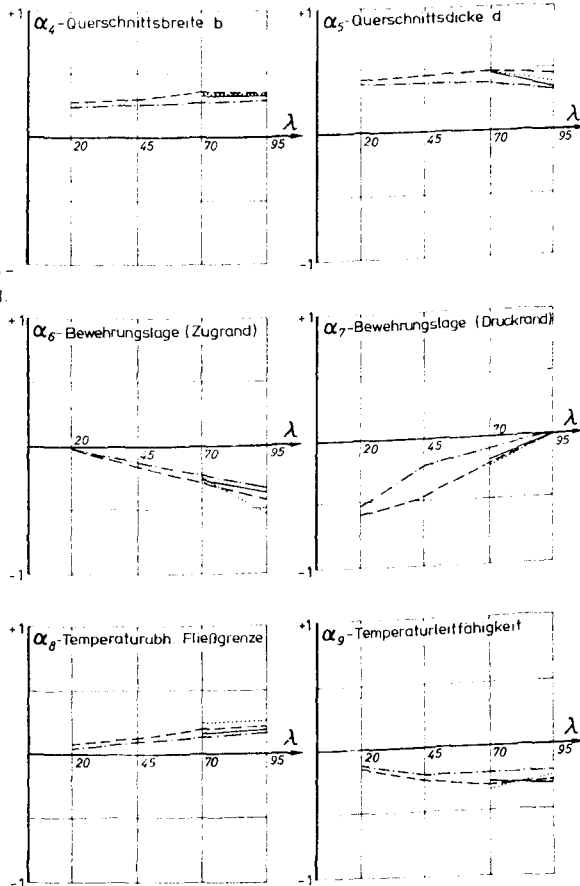 +1
α4-Querschnittsbreite b
λ
20 45 70 95
-1
+1
α5-Querschnittsdicke d
λ
20 45 70 95
-1
+1
α6-Bewehrungslage (Zugrand)
λ
20 45 70 95
-1
+1
α7-Bewehrungslage (Druckrand)
λ
20 45 70 95
-1
+1
α8-Temperaturabh. Fließgrenze
λ
20 45 70 95
-1
+1
α9-Temperaturleitfähigkeit
λ
20 45 70 95
-1